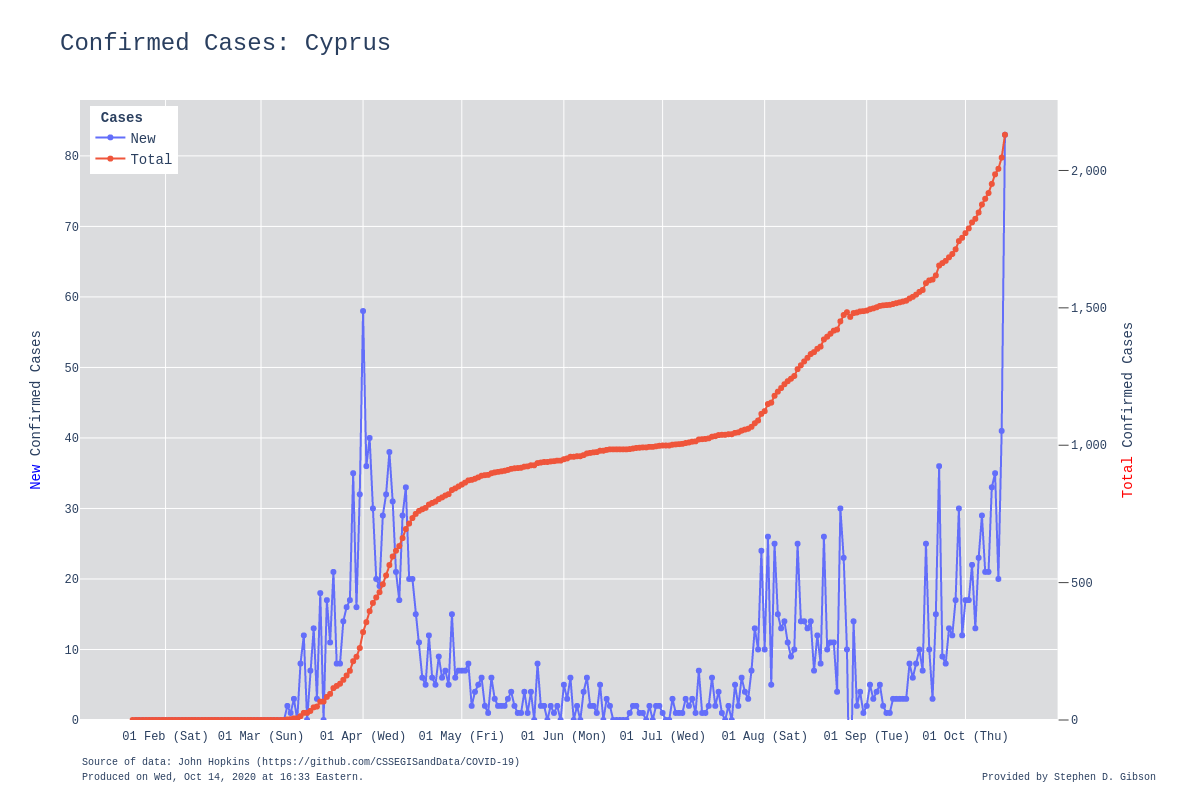 Confirmed Cases: Cyprus
Cases
New
Total
80
70
60
50
40
30
20
10
0
New Confirmed Cases
2,000
1,500
1,000
500
0
Total Confirmed Cases
01 Feb (Sat) 01 Mar (Sun) 01 Apr (Wed) 01 May (Fri) 01 Jun (Mon) 01 Jul (Wed) 01 Aug (Sat) 01 Sep (Tue) 01 Oct (Thu)
Source of data: John Hopkins (https://github.com/CSSEGISandData/COVID-19)
Produced on Wed, Oct 14, 2020 at 16:33 Eastern.
Provided by Stephen D. Gibson